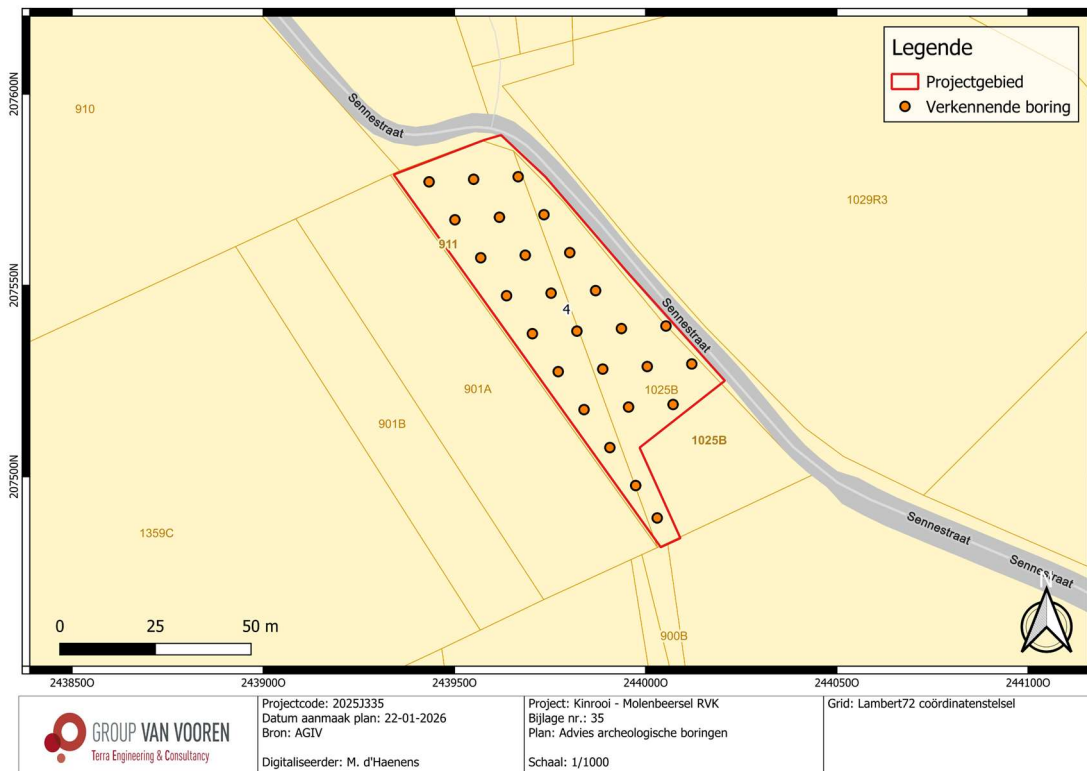 Legende
Projectgebied
Verkennende boring
207600N
207550N
207500N
910
Sennestraat
1029R3
911
4
Sennestraat
901A
1025B
901B
1025B
1359C
Sennestraat
Sennestraat
900B
N
0 25 50 m
243850O 243900O 243950O 244000O 244050O 244100O
GROUP VAN VOOREN
Terra Engineering & Consultancy
Projectcode: 2025J335
Datum aanmaak plan: 22-01-2026
Bron: AGIV
Digitaliseerder: M. d'Haenens
Project: Kinrooi - Molenbeersel RVK
Bijlage nr.: 35
Plan: Advies archeologische boringen
Schaal: 1/1000
Grid: Lambert72 coördinatenstelsel